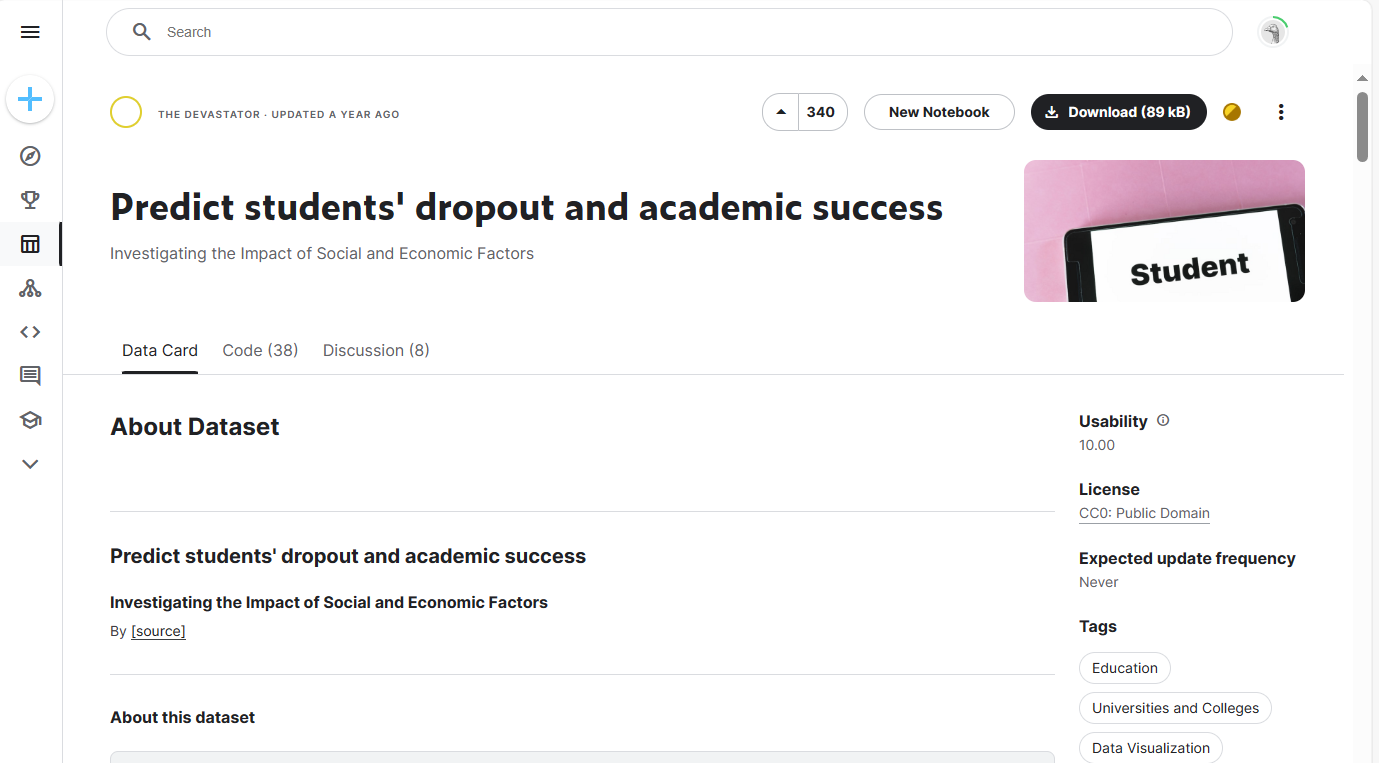 Search
THE DEVASTATOR · UPDATED A YEAR AGO
340
New Notebook
Download (89 kB)
Predict students' dropout and academic success
Investigating the Impact of Social and Economic Factors
Student
Data Card
Code (38)
Discussion (8)
About Dataset
Predict students' dropout and academic success
Investigating the Impact of Social and Economic Factors
By [source]
About this dataset
Usability
10.00
License
CC0: Public Domain
Expected update frequency
Never
Tags
Education
Universities and Colleges
Data Visualization